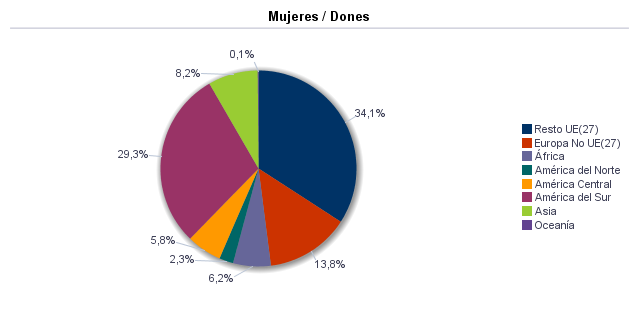 Mujeres / Dones
0,1%
8,2%
34,1%
29,3%
5,8%
2,3%
6,2%
13,8%
Resto UE(27)
Europa No UE(27)
África
América del Norte
América Central
América del Sur
Asia
Oceanía